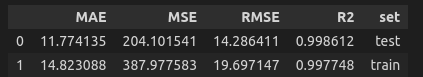 MAE MSE RMSE R2 set
0 11.774135 204.101541 14.286411 0.998612 test
1 14.823088 387.977583 19.697147 0.997748 train